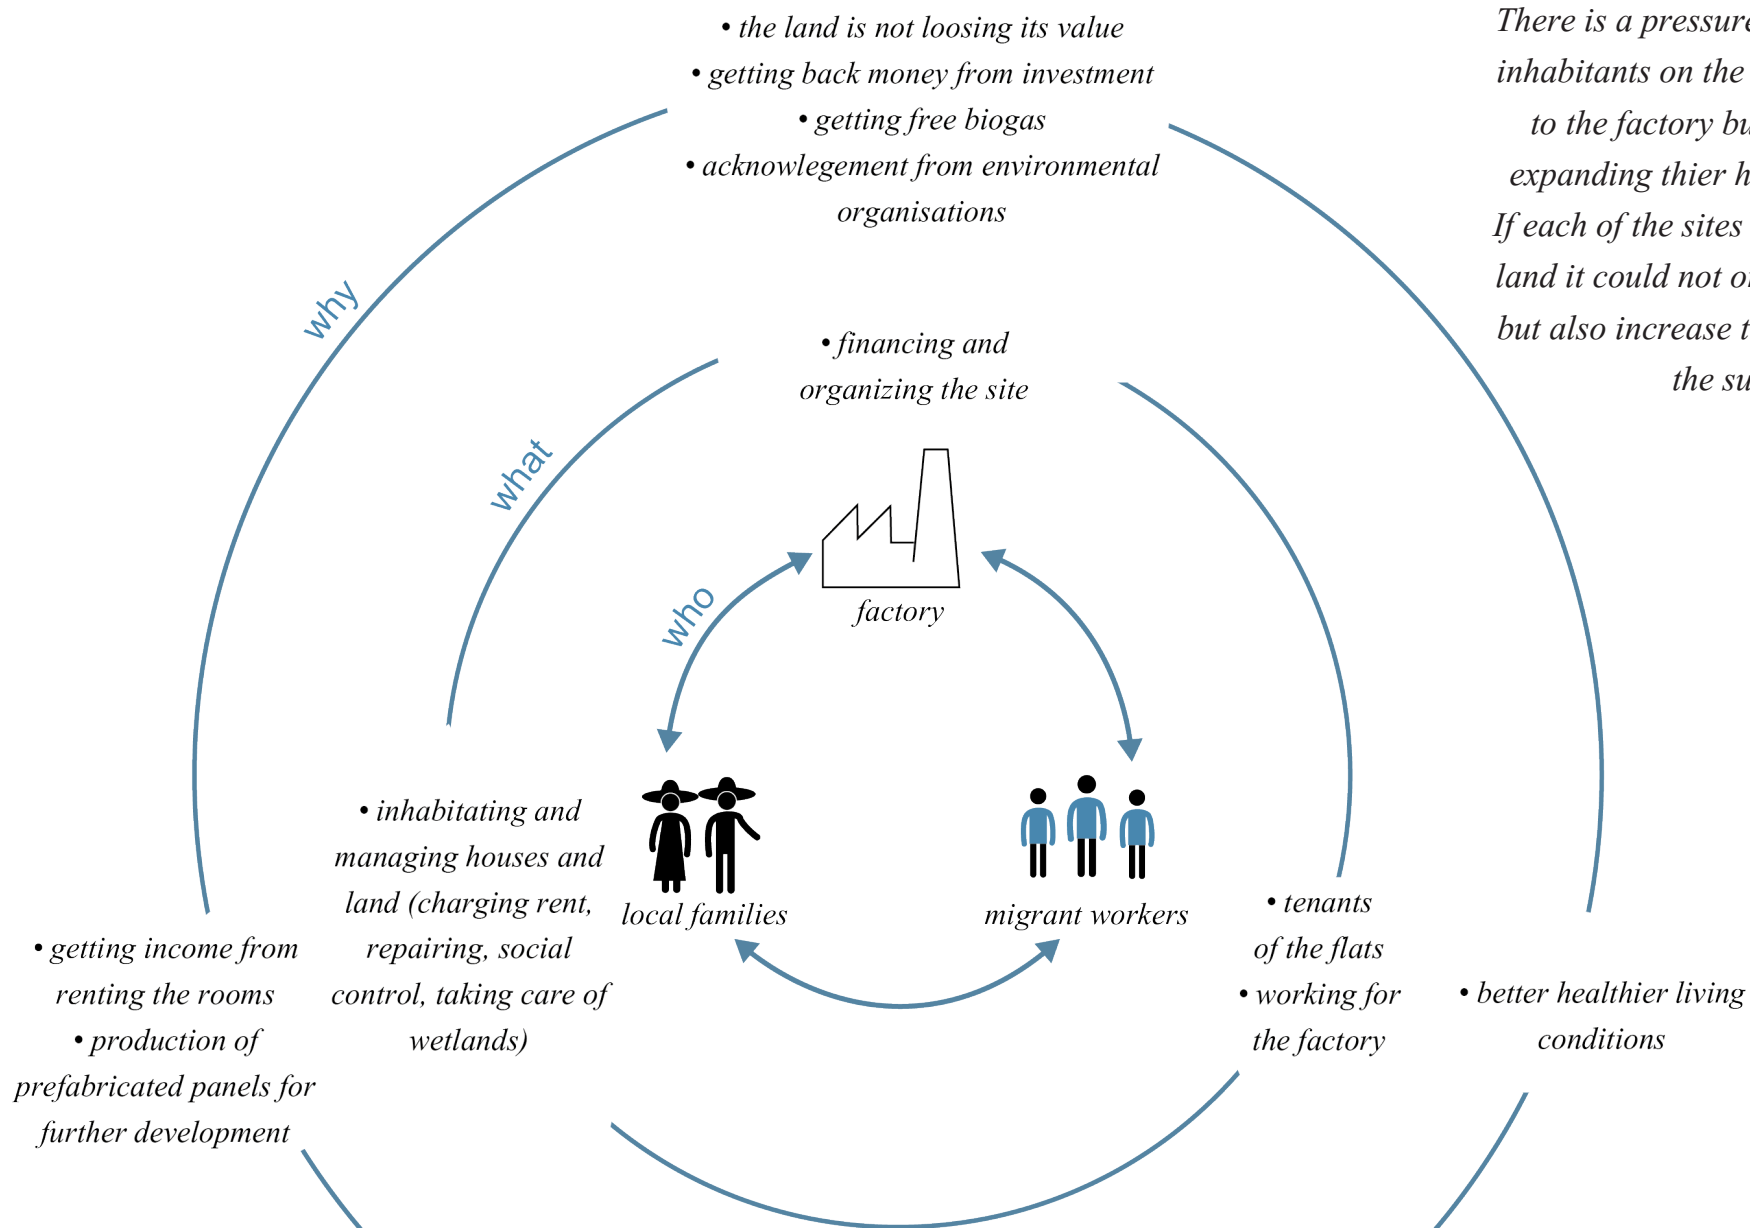 • the land is not loosing its value
• getting back money from investment
• getting free biogas
• acknowlegement from environmental
organisations
There is a pressure
inhabitants on the
to the factory bu
expanding thier h
If each of the sites
land it could not o
but also increase t
the su
why
• financing and
organizing the site
what
who
factory
• inhabitating and
managing houses and
land (charging rent,
repairing, social
control, taking care of
wetlands)
local families
migrant workers
• tenants
of the flats
• working for
the factory
• getting income from
renting the rooms
• production of
prefabricated panels for
further development
• better healthier living
conditions